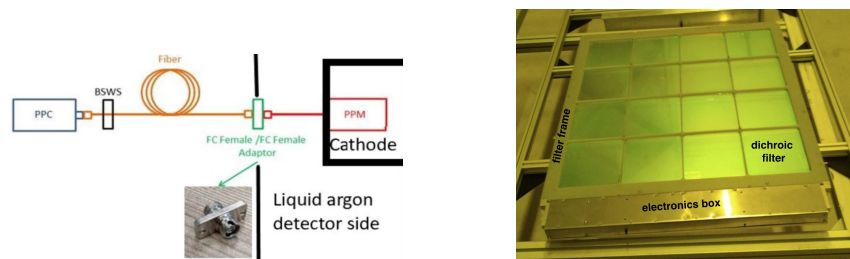 Fiber
BSWS
PPC
PPM
FC Female /FC Female
Adaptor
Cathode
Liquid argon
detector side
filter frame
dichroic
filter
electronics box